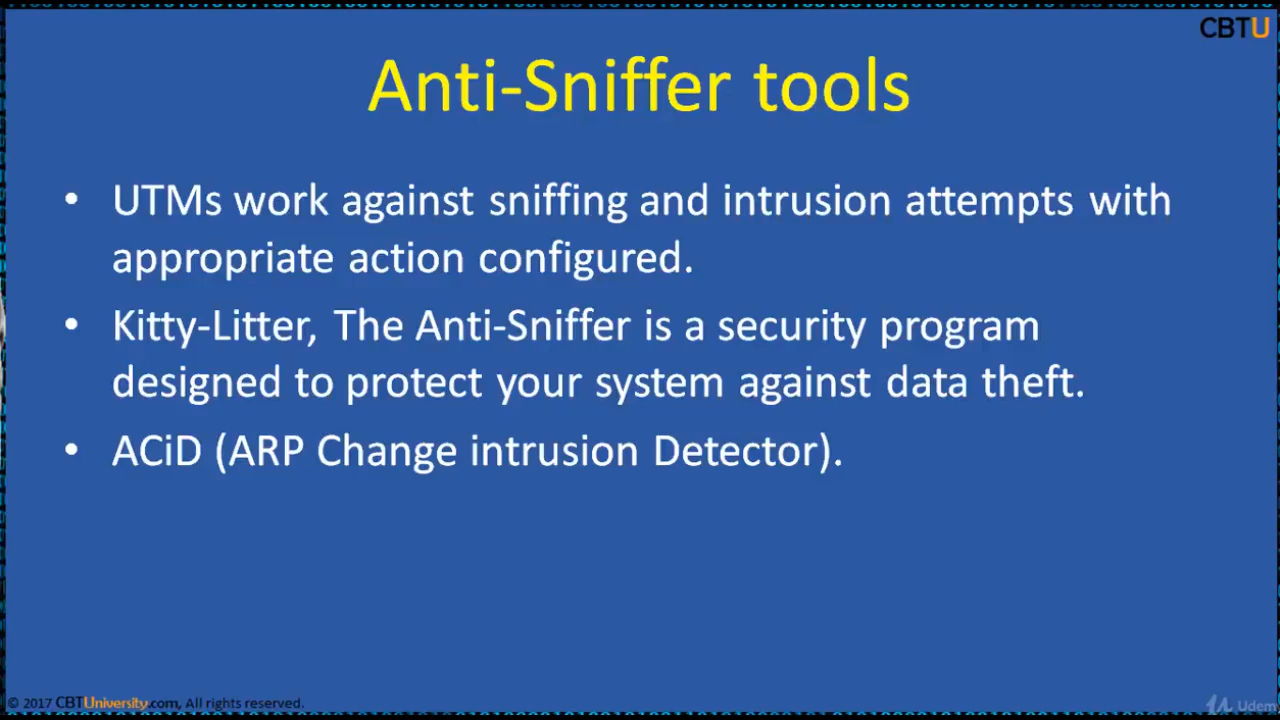 CBTU
Anti-Sniffer tools
• UTMs work against sniffing and intrusion attempts with
appropriate action configured.
• Kitty-Litter, The Anti-Sniffer is a security program
designed to protect your system against data theft.
• ACiD (ARP Change intrusion Detector).
© 2017 CBTUniversity.com, All rights reserved.